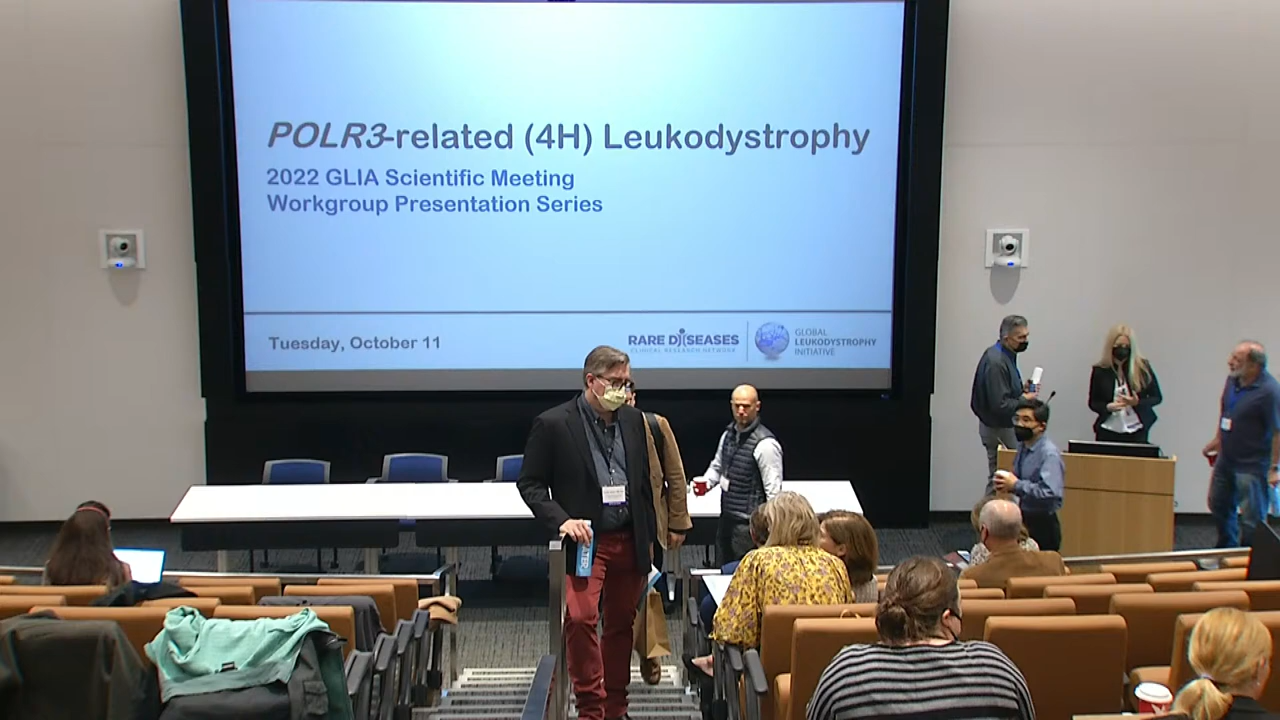 POLR3-related (4H) Leukodystrophy
2022 GLIA Scientific Meeting
Workgroup Presentation Series
Tuesday, October 11
RARE DISEASES
CLINICAL RESEARCH NETWORK
GLOBAL
LEUKODYSTROPHY
INITIATIVE